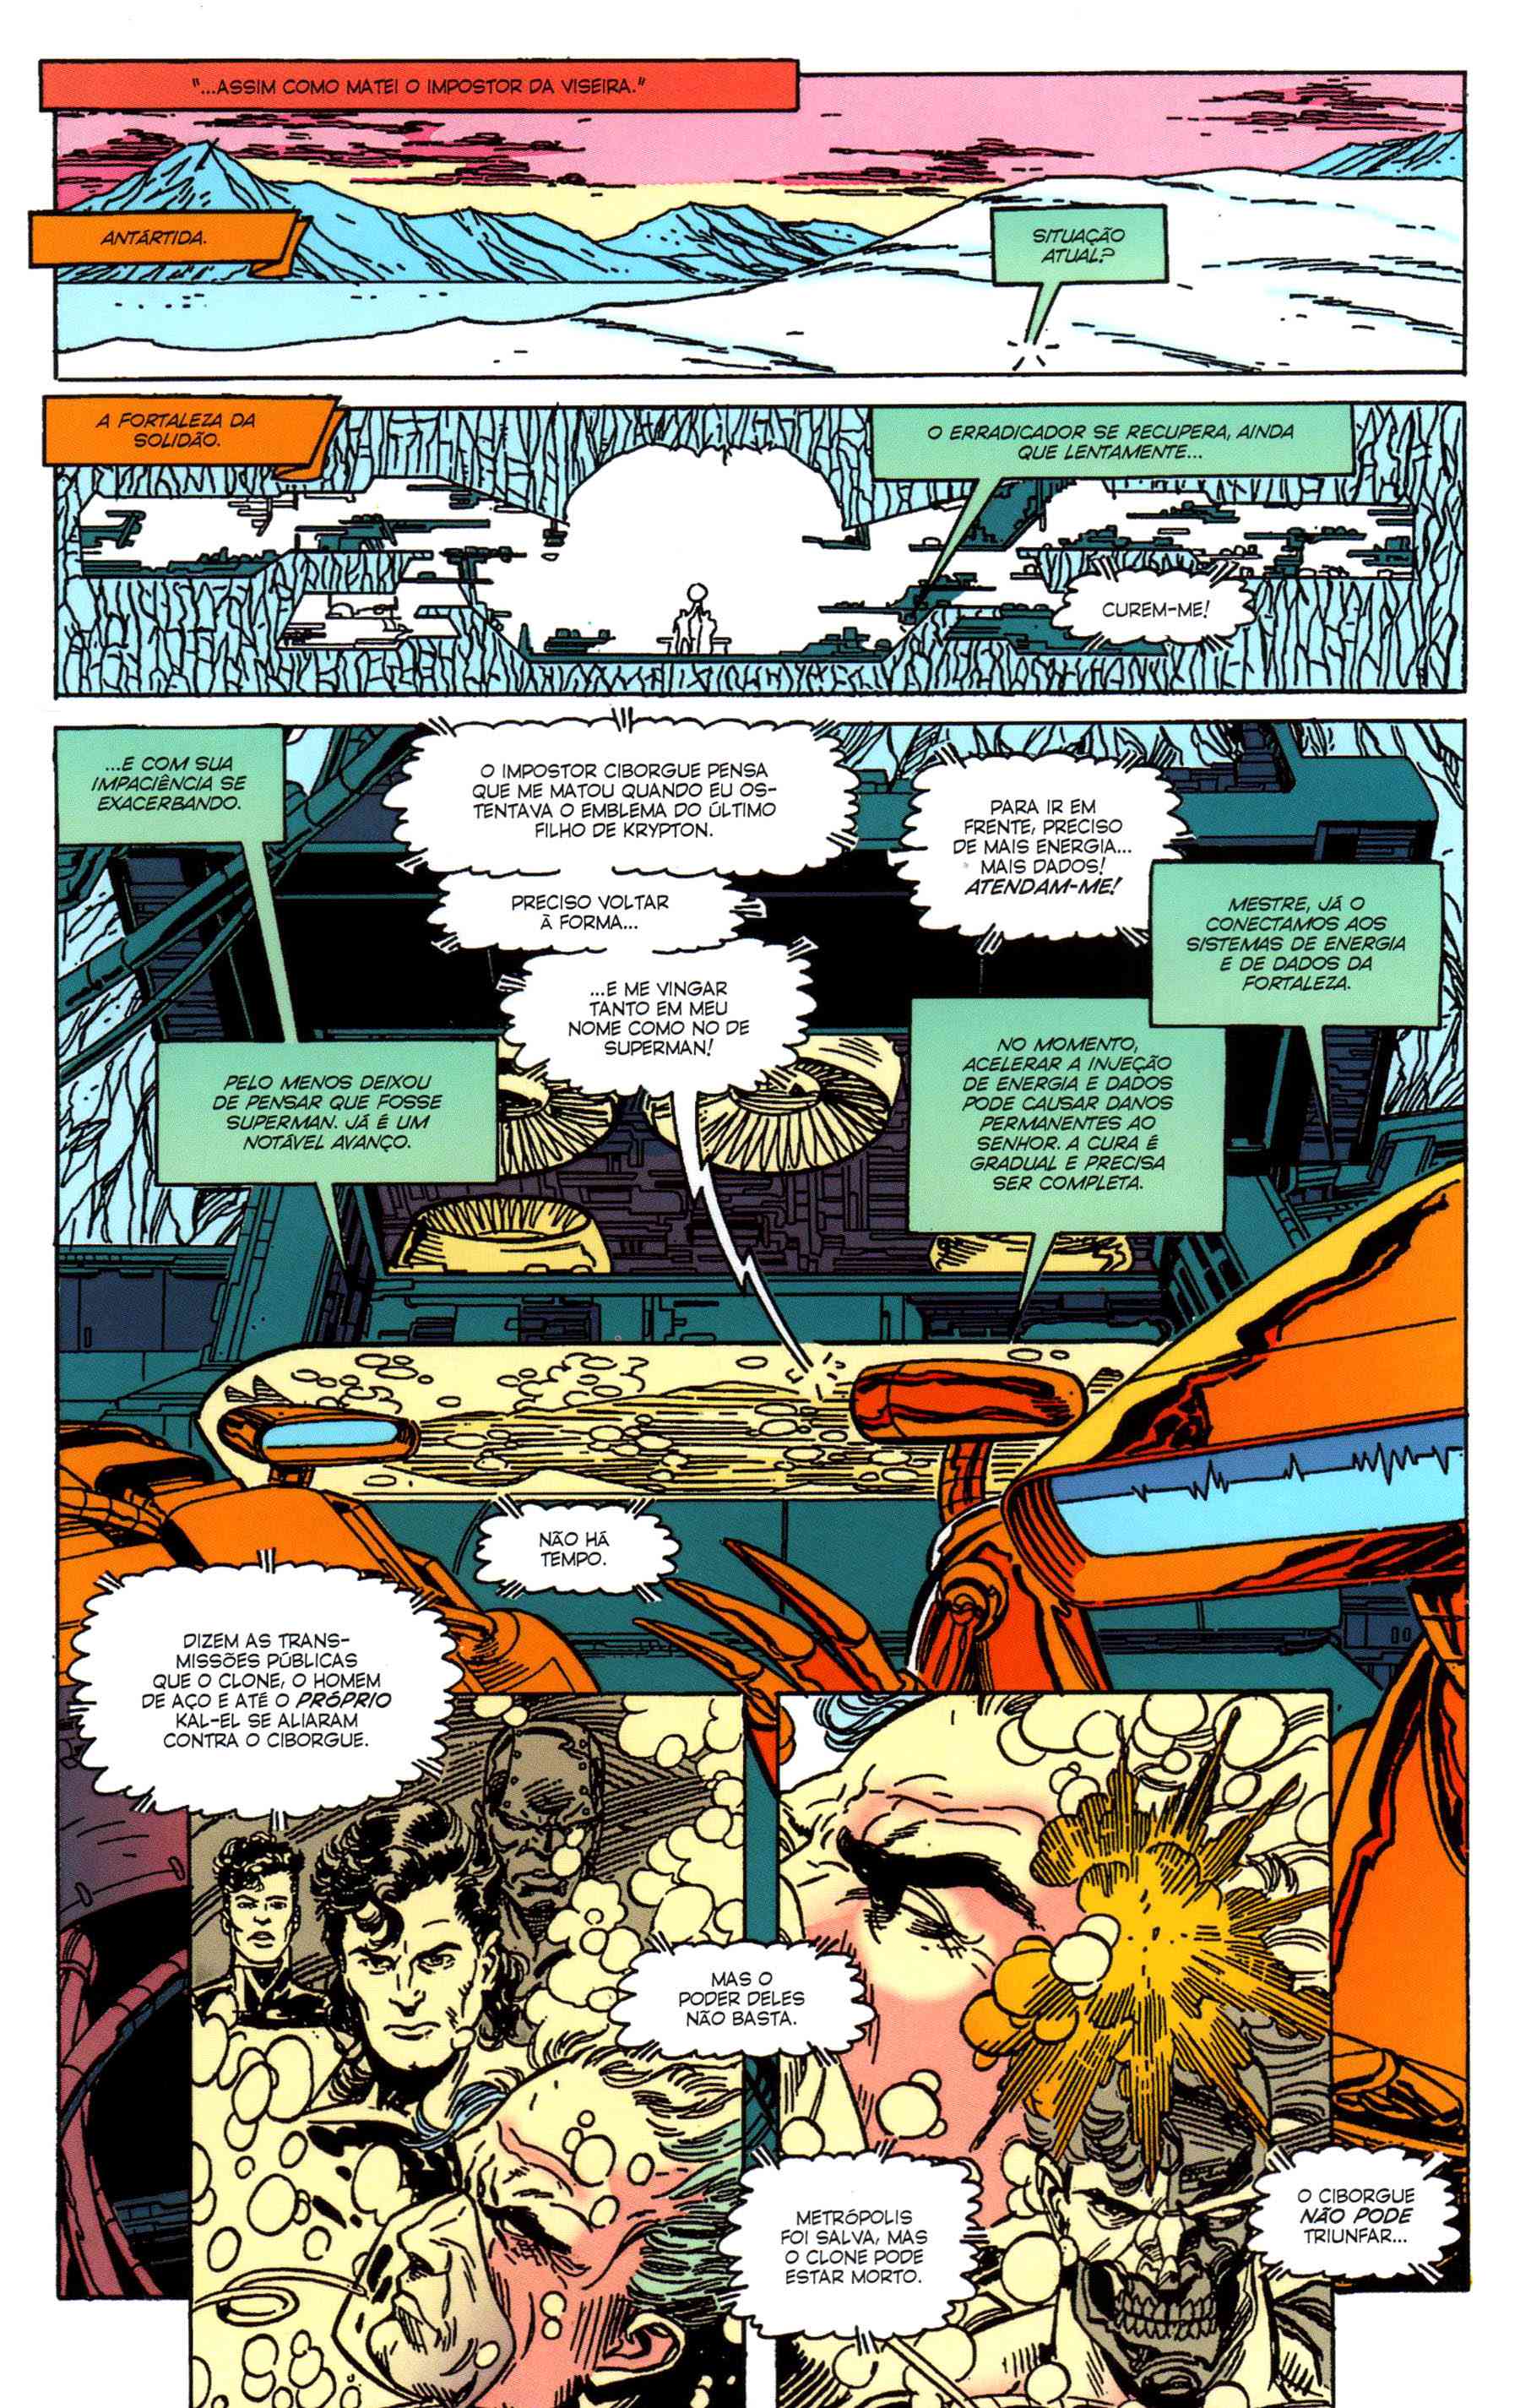 "...ASSIM COMO MATEI O IMPOSTOR DA VISEIRA."
ANTÁRTIDA.
SITUAÇÃO
ATUAL?
A FORTALEZA DA
SOLIDÃO.
O ERRADICADOR SE RECUPERA, AINDA
QUE LENTAMENTE...
CUREM-ME!
...E COM SUA
IMPACIÊNCIA SE
EXACERBANDO.
O IMPOSTOR CIBORGUE PENSA
QUE ME MATOU QUANDO EU OS-
TENTAVA O EMBLEMA DO ÚLTIMO
FILHO DE KRYPTON.
PRECISO VOLTAR
À FORMA...
...E ME VINGAR
TANTO EM MEU
NOME COMO NO DE
SUPERMAN!
PELO MENOS DEIXOU
DE PENSAR QUE FOSSE
SUPERMAN. JÁ É UM
NOTÁVEL AVANÇO.
PARA IR EM
FRENTE, PRECISO
DE MAIS ENERGIA...
MAIS DADOS!
ATENDAM-ME!
MESTRE, JÁ O
CONECTAMOS AOS
SISTEMAS DE ENERGIA
E DE DADOS DA
FORTALEZA.
NO MOMENTO,
ACELERAR A INJEÇÃO
DE ENERGIA E DADOS
PODE CAUSAR DANOS
PERMANENTES AO
SENHOR. A CURA É
GRADUAL E PRECISA
SER COMPLETA.
NÃO HÁ
TEMPO.
DIZEM AS TRANS-
MISSÕES PÚBLICAS
QUE O CLONE, O HOMEM
DE AÇO E ATÉ O PRÓPRIO
KAL-EL SE ALIARAM
CONTRA O CIBORGUE.
MAS O
PODER DELES
NÃO BASTA.
METRÓPOLIS
FOI SALVA, MAS
O CLONE PODE
ESTAR MORTO.
O CIBORGUE
NÃO PODE
TRIUNFAR...